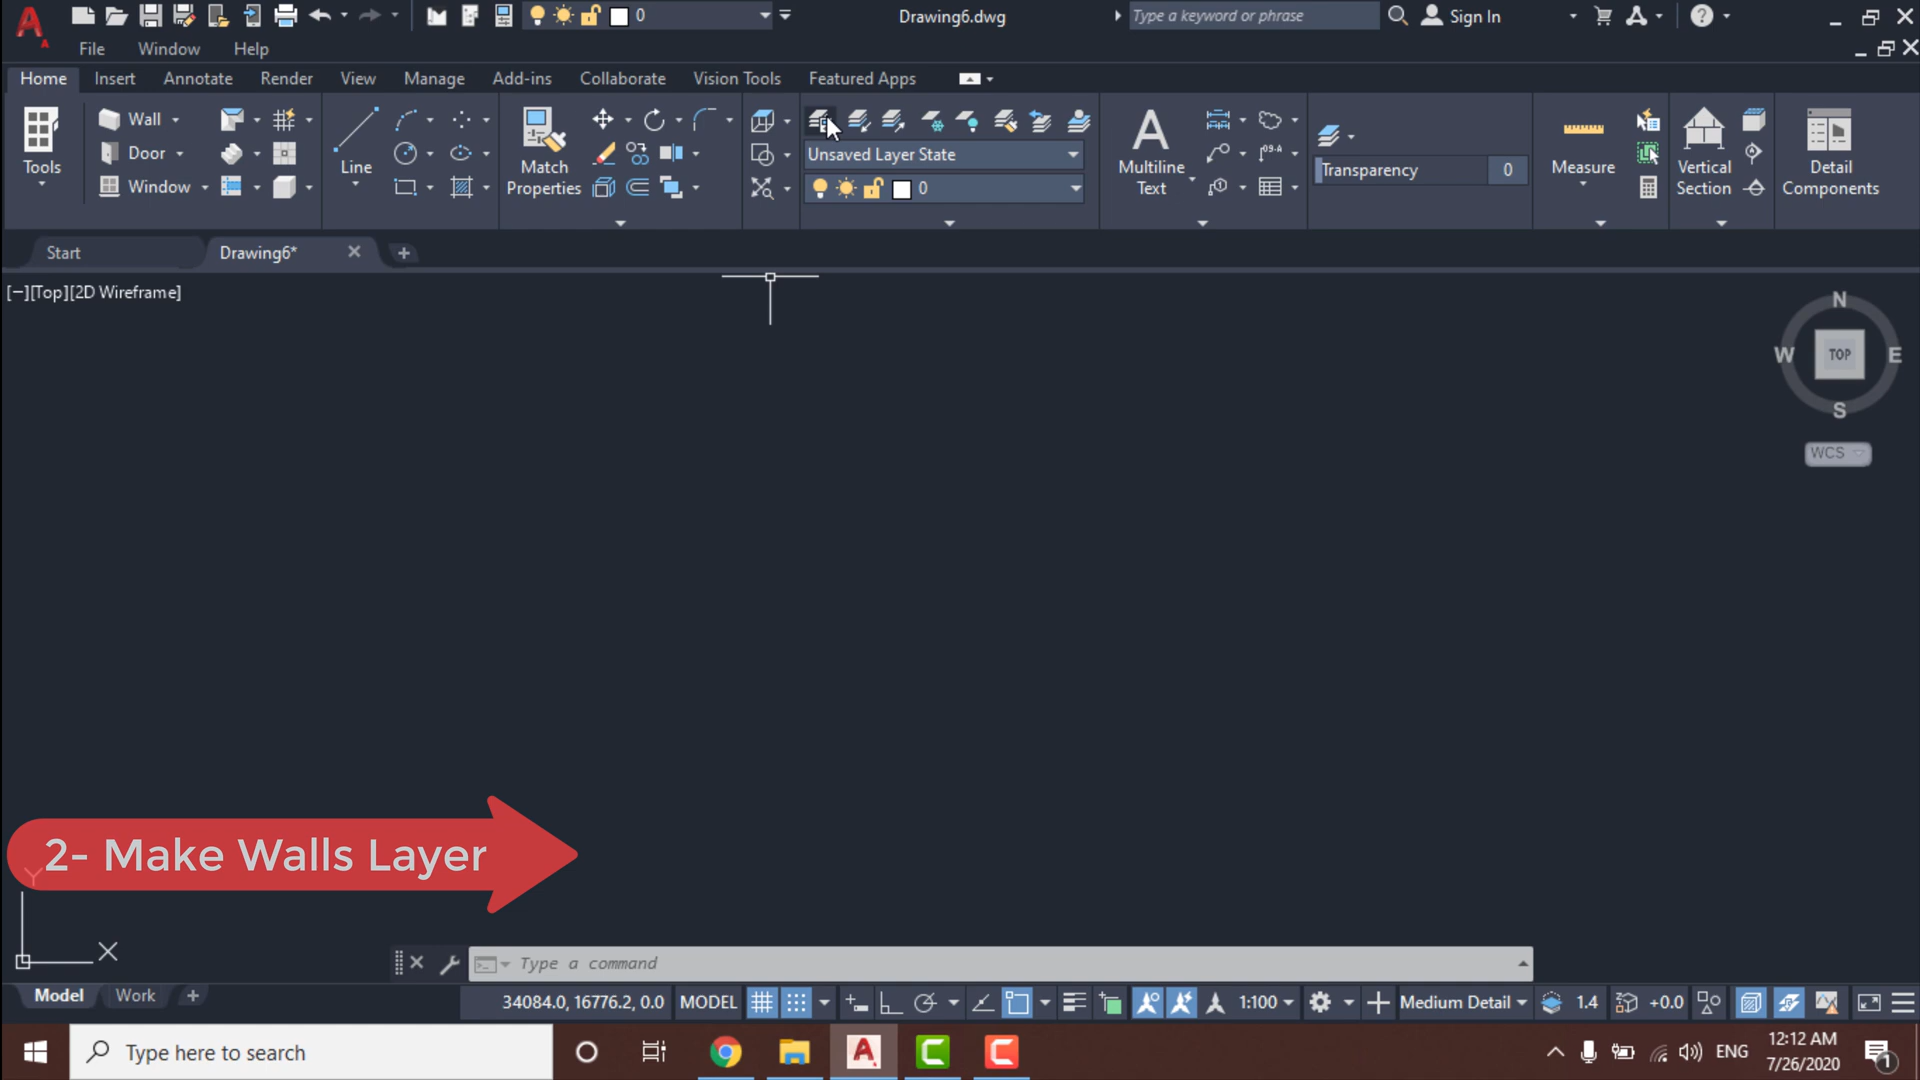 0
Drawing6.dwg
Type a keyword or phrase
Sign In
File
Window
Help
Home
Insert
Annotate
Render
View
Manage
Add-ins
Collaborate
Vision Tools
Featured Apps
Tools
Wall
Door
Window
Line
Match
Properties
Unsaved Layer State
0
Multiline
Text
Transparency
0
Measure
Vertical
Section
Detail
Components
Start
Drawing6*
[−][Top][2D Wireframe]
N
W
TOP
E
S
WCS
2- Make Walls Layer
Y
X
Type a command
Model
Work
34084.0, 16776.2, 0.0
MODEL
1:100
Medium Detail
1.4
+0.0
Type here to search
ENG
12:12 AM
7/26/2020
1